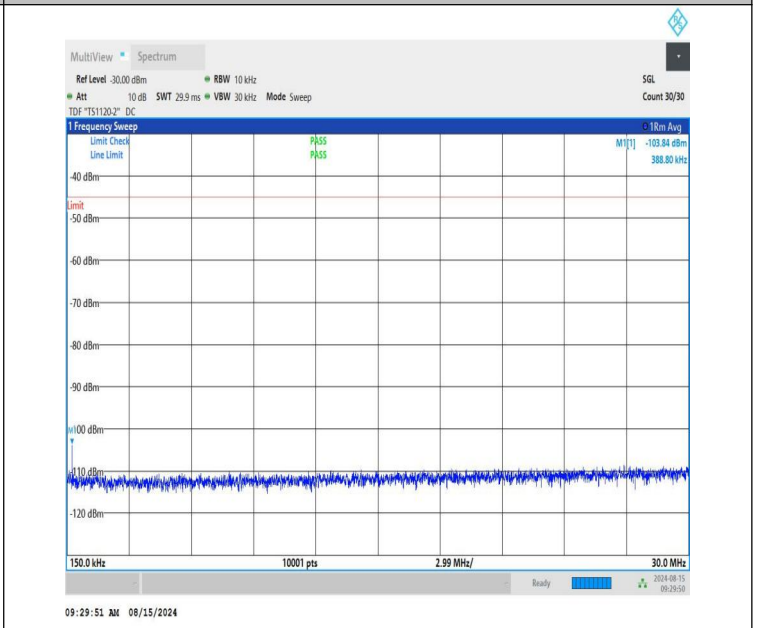 R S
MultiView Spectrum
Ref Level -30.00 dBm RBW 10 kHz SGL
Att 10 dB SWT 29.9 ms VBW 30 kHz Mode Sweep Count 30/30
TDF "TS1120-2" DC
1 Frequency Sweep 1Rm Avg
Limit Check PASS M1[1] -103.84 dBm
Line Limit PASS 388.80 kHz
-40 dBm
Limit
-50 dBm
-60 dBm
-70 dBm
-80 dBm
-90 dBm
M1
-100 dBm
-110 dBm
-120 dBm
150.0 kHz 10001 pts 2.99 MHz/ 30.0 MHz
Ready 2024-08-15
09:29:50
09:29:51 AM 08/15/2024